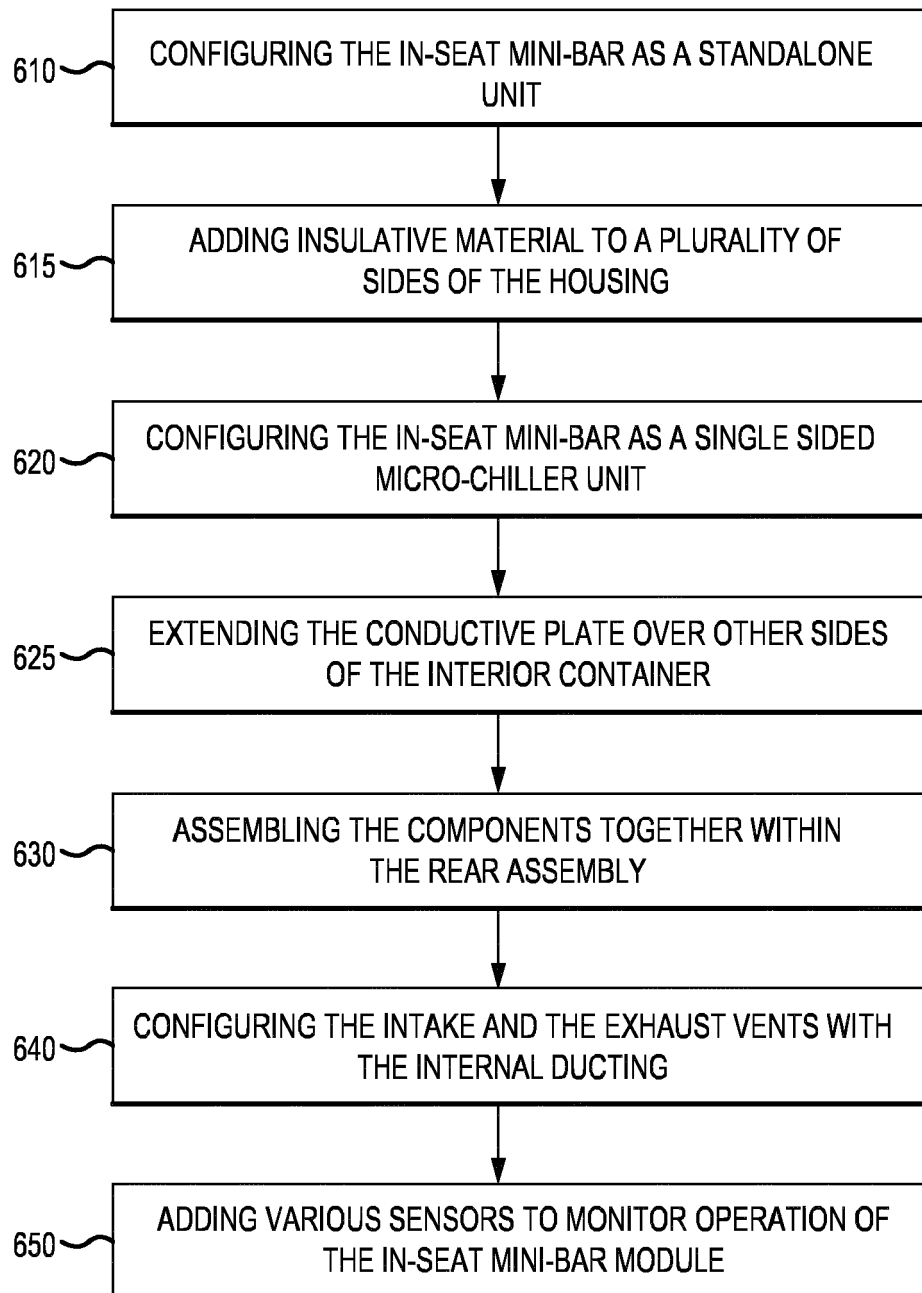 610
CONFIGURING THE IN-SEAT MINI-BAR AS A STANDALONE
UNIT
615
ADDING INSULATIVE MATERIAL TO A PLURALITY OF
SIDES OF THE HOUSING
620
CONFIGURING THE IN-SEAT MINI-BAR AS A SINGLE SIDED
MICRO-CHILLER UNIT
625
EXTENDING THE CONDUCTIVE PLATE OVER OTHER SIDES
OF THE INTERIOR CONTAINER
630
ASSEMBLING THE COMPONENTS TOGETHER WITHIN
THE REAR ASSEMBLY
640
CONFIGURING THE INTAKE AND THE EXHAUST VENTS WITH
THE INTERNAL DUCTING
650
ADDING VARIOUS SENSORS TO MONITOR OPERATION OF
THE IN-SEAT MINI-BAR MODULE